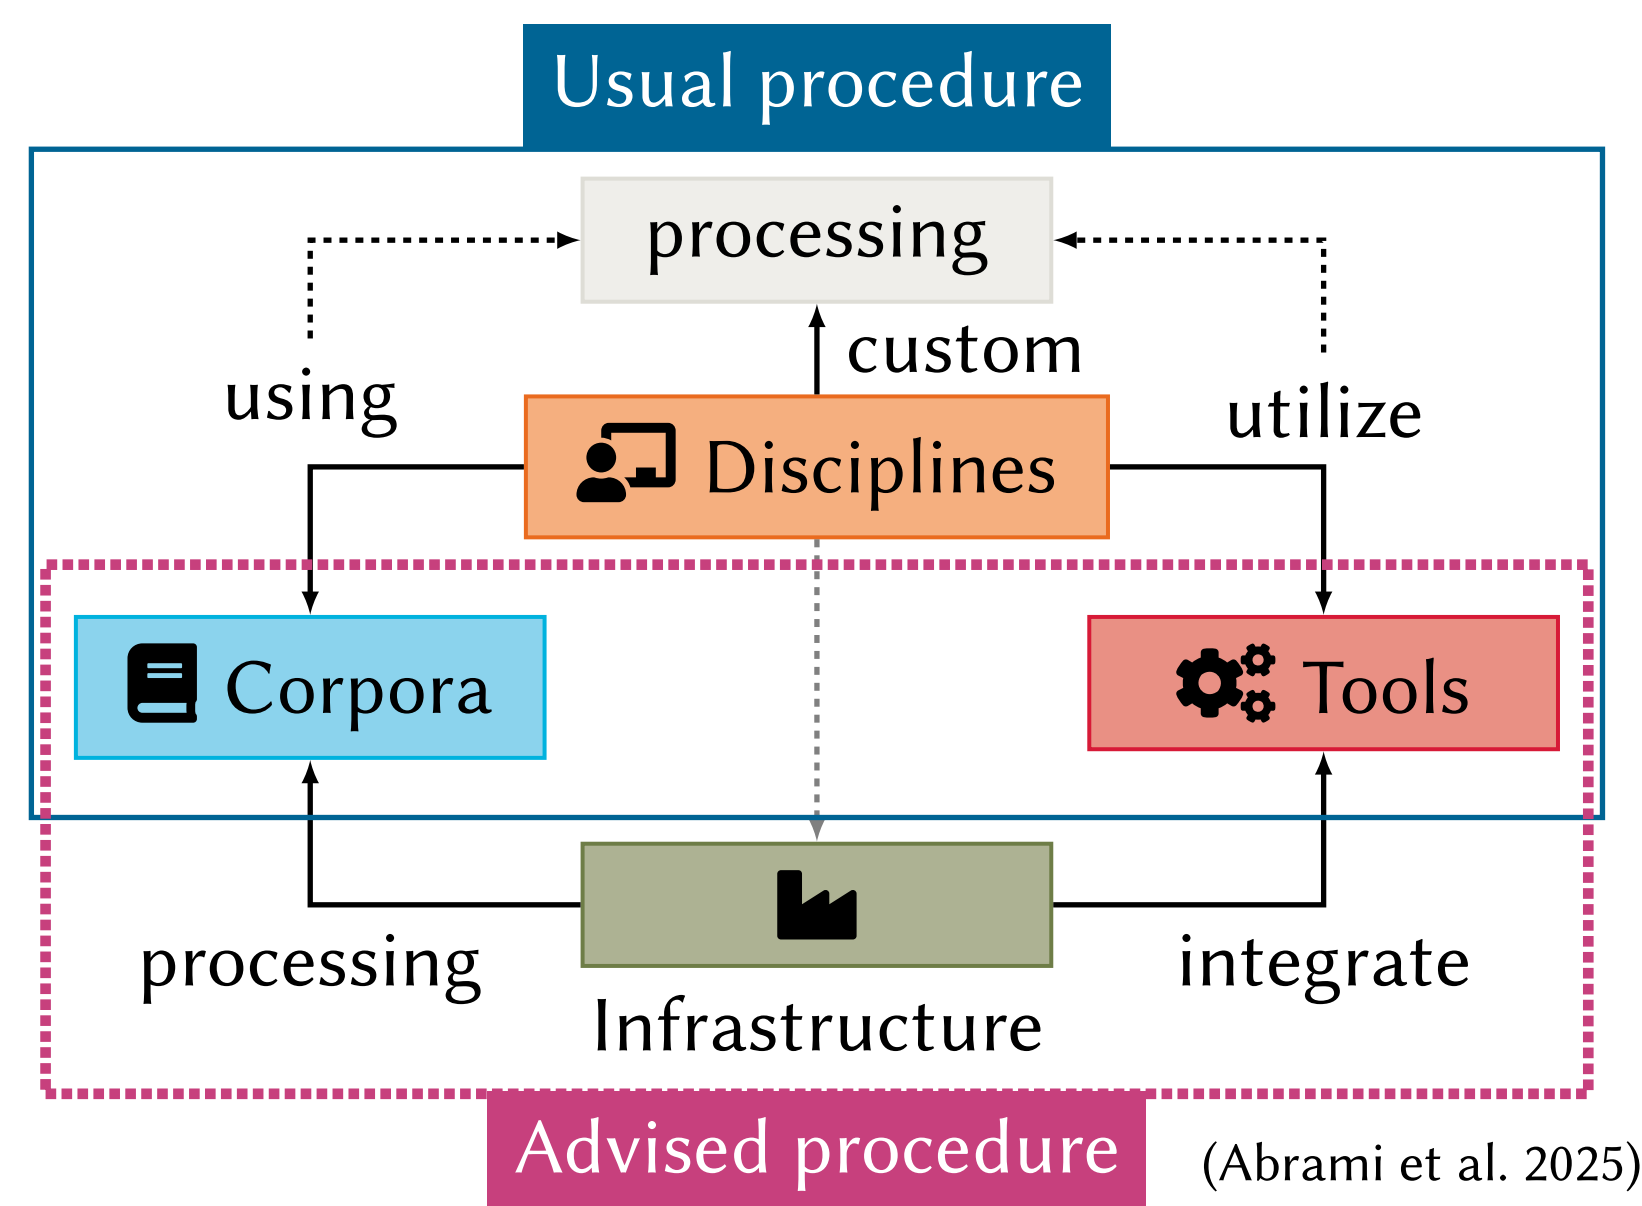 Usual procedure
processing
custom
using
utilize
Disciplines
Corpora
Tools
processing
integrate
Infrastructure
Advised procedure
(Abrami et al. 2025)